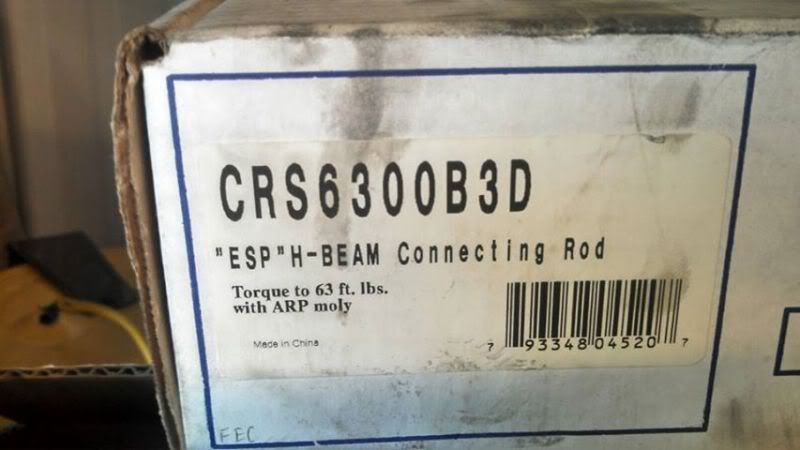 CRS6300B3D
"ESP"H-BEAM Connecting Rod
Torque to 63 ft. lbs.
with ARP moly
Made in China
7 93348 04520 7
FEC